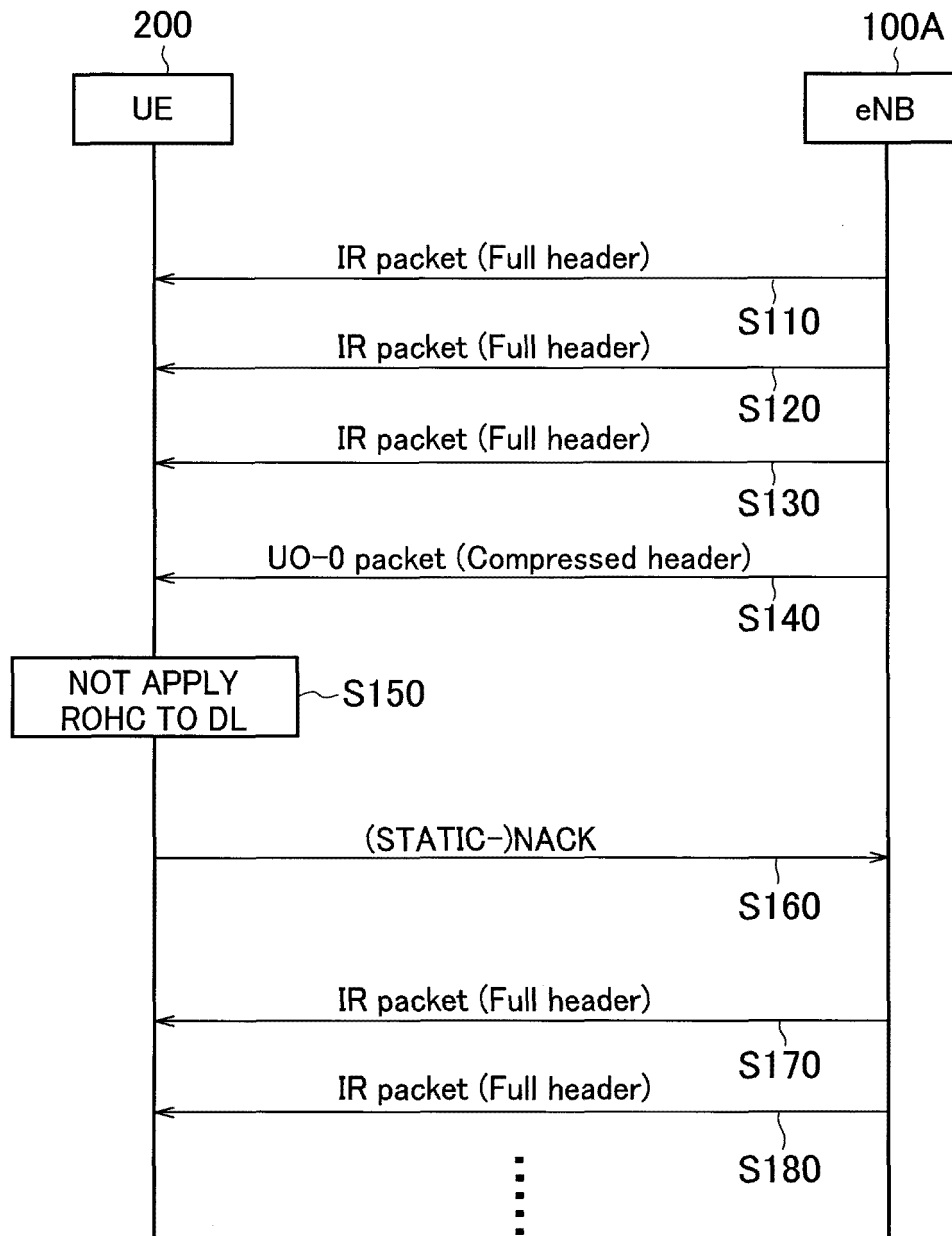 200
100A
UE
eNB
IR packet (Full header)
S110
IR packet (Full header)
S120
IR packet (Full header)
S130
UO-0 packet (Compressed header)
S140
NOT APPLY
ROHC TO DL
S150
(STATIC-)NACK
S160
IR packet (Full header)
S170
IR packet (Full header)
S180